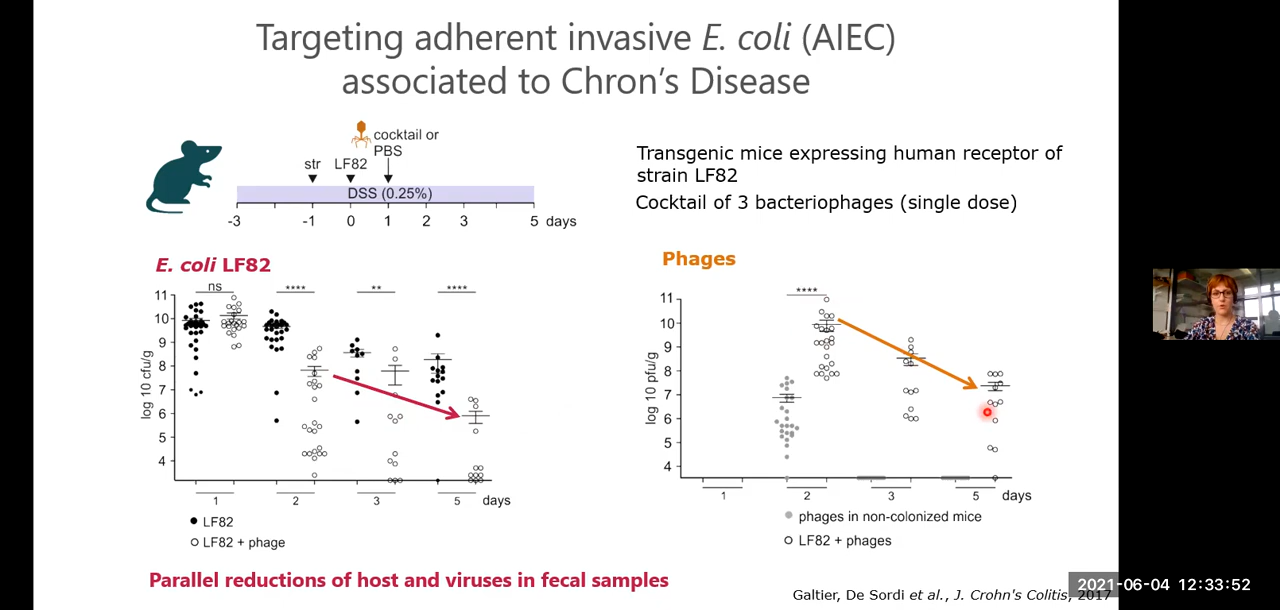 Targeting adherent invasive E. coli (AIEC)
associated to Chron's Disease
cocktail or
PBS
str LF82
DSS (0.25%)
-3 -1 0 1 2 3 5 days
Transgenic mice expressing human receptor of
strain LF82
Cocktail of 3 bacteriophages (single dose)
E. coli LF82
ns **** ** ****
log 10 cfu/g
11
10
9
8
7
6
5
4
1 2 3 5 days
LF82
LF82 + phage
Phages
****
log 10 pfu/g
11
10
9
8
7
6
5
4
1 2 3 5 days
phages in non-colonized mice
LF82 + phages
Parallel reductions of host and viruses in fecal samples
Galtier, De Sordi et al., J. Crohn's Colitis, 2017
2021-06-04 12:33:52